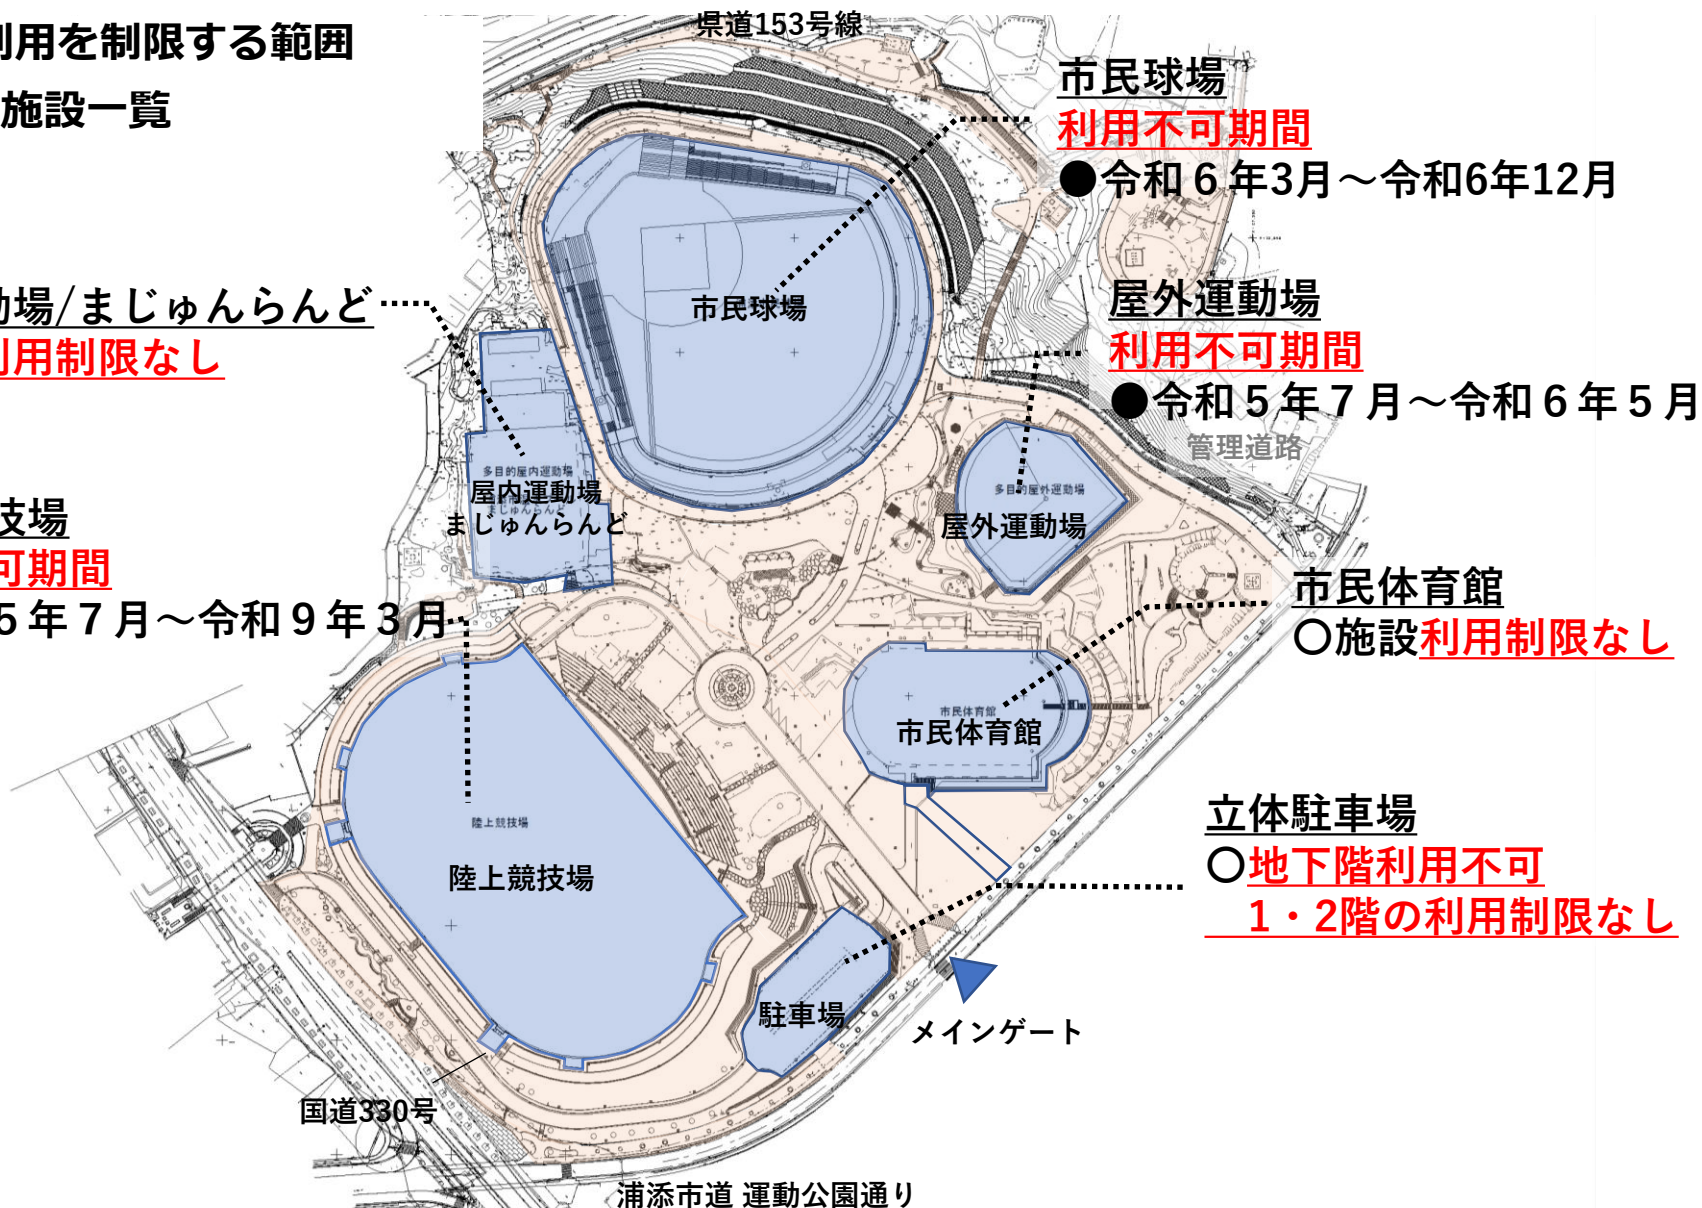 利用を制限する範囲
施設一覧
県道153号線
市民球場
利用不可期間
●令和６年3月～令和6年12月
動場/まじゅんらんど
利用制限なし
市民球場
屋外運動場
利用不可期間
●令和５年７月～令和６年５月
管理道路
多目的屋内運動場
屋内運動場
まじゅんらんど
まじゅんらんど
多目的屋外運動場
屋外運動場
技場
可期間
5年７月～令和９年３月
市民体育館
〇施設利用制限なし
市民体育館
市民体育館
陸上競技場
陸上競技場
立体駐車場
〇地下階利用不可
1・2階の利用制限なし
駐車場
メインゲート
国道330号
浦添市道 運動公園通り